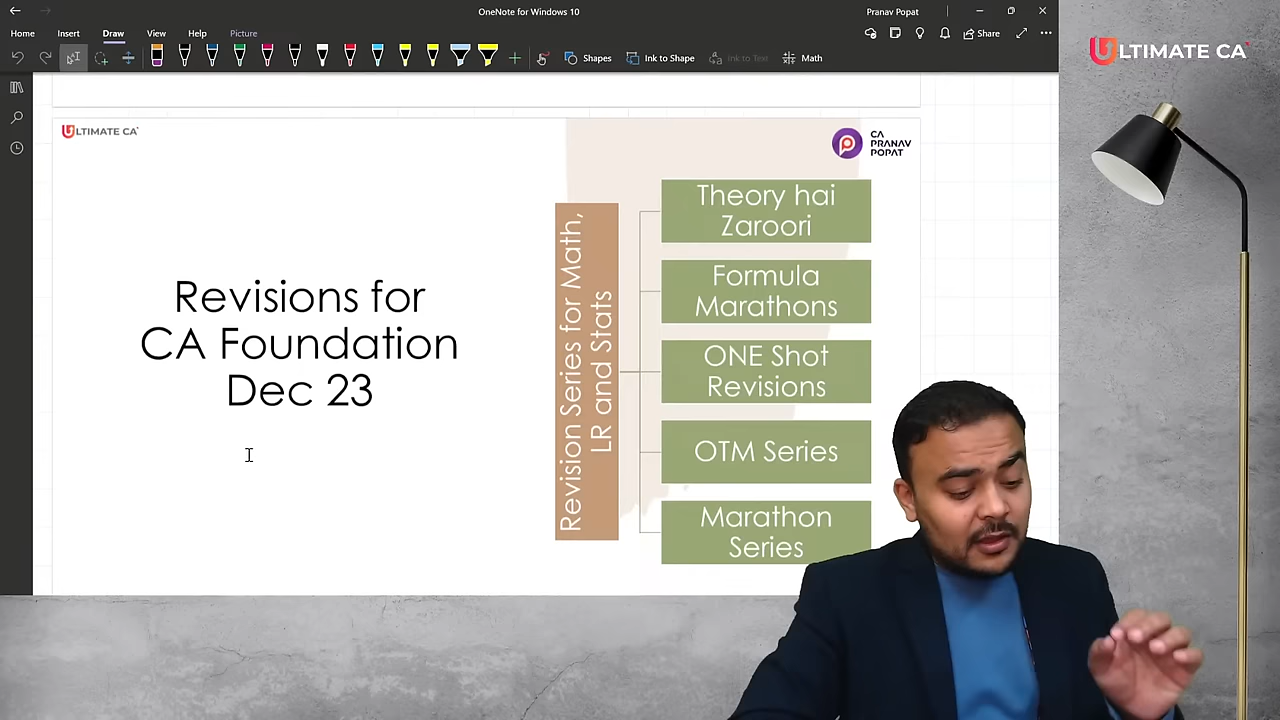 OneNote for Windows 10
Pranav Popat
Home
Insert
Draw
View
Help
Picture
Share
Shapes
Ink to Shape
Ink to Text
Math
ULTIMATE CA
ULTIMATE CA
CA
PRANAV
POPAT
Revisions for
CA Foundation
Dec 23
Revision Series for Math,
LR and Stats
Theory hai
Zaroori
Formula
Marathons
ONE Shot
Revisions
OTM Series
Marathon
Series